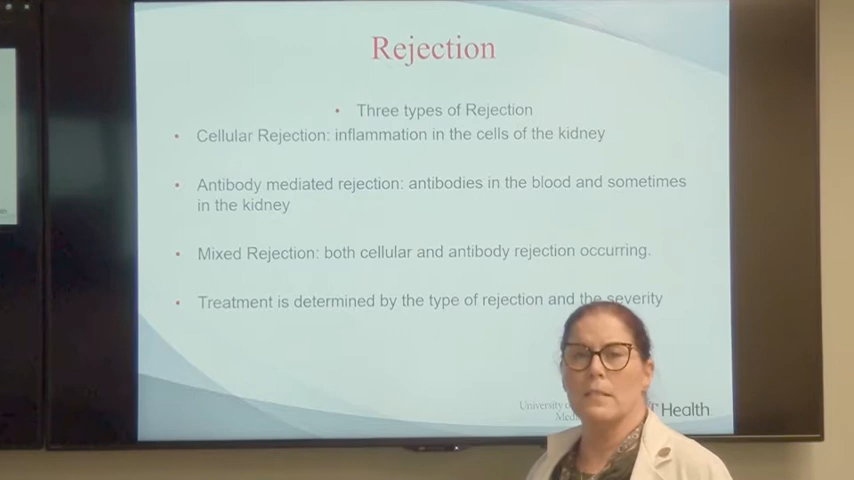 Rejection
• Three types of Rejection
• Cellular Rejection: inflammation in the cells of the kidney
• Antibody mediated rejection: antibodies in the blood and sometimes
in the kidney
• Mixed Rejection: both cellular and antibody rejection occurring.
• Treatment is determined by the type of rejection and the severity
University
Health